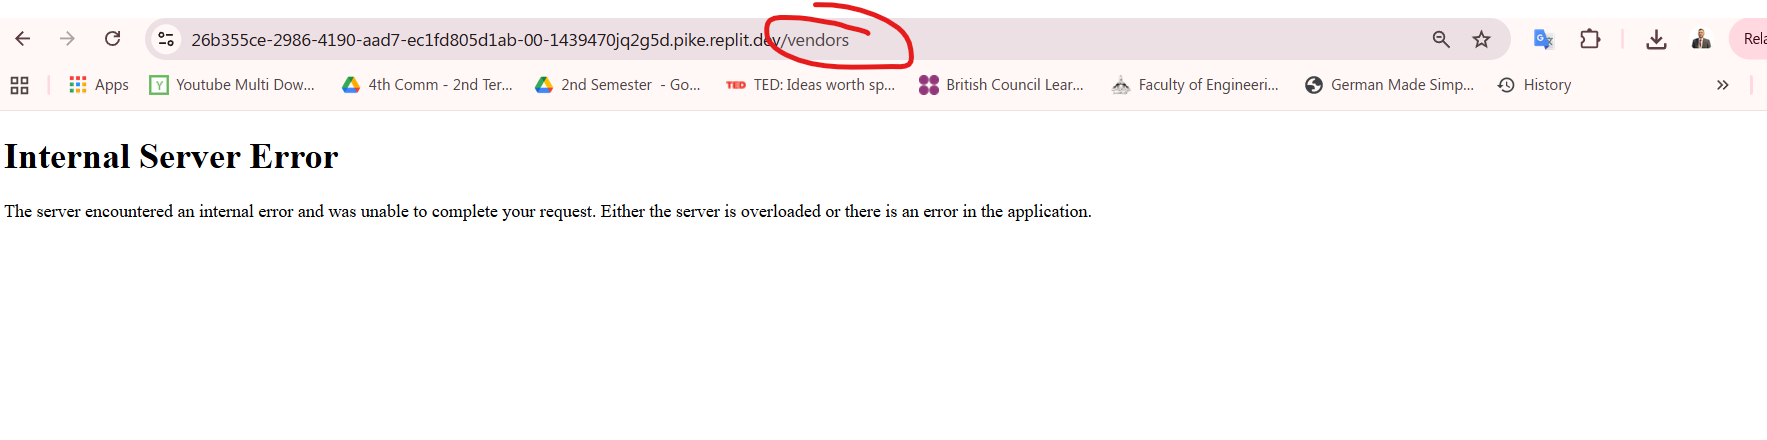 26b355ce-2986-4190-aad7-ec1fd805d1ab-00-1439470jq2g5d.pike.replit.dev/vendors
Rela
Apps
Y
Youtube Multi Dow...
4th Comm - 2nd Ter...
2nd Semester - Go...
TED
TED: Ideas worth sp...
British Council Lear...
Faculty of Engineeri...
German Made Simp...
History
»
Internal Server Error
The server encountered an internal error and was unable to complete your request. Either the server is overloaded or there is an error in the application.